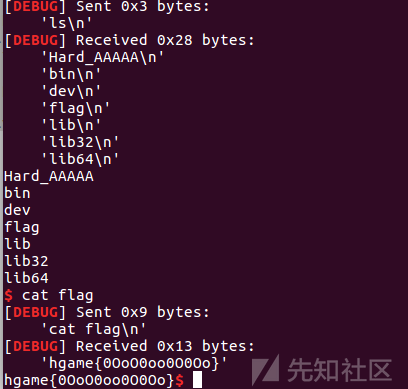 [DEBUG] Sent 0x3 bytes:
    'ls\n'
[DEBUG] Received 0x28 bytes:
    'Hard_AAAAA\n'
    'bin\n'
    'dev\n'
    'flag\n'
    'lib\n'
    'lib32\n'
    'lib64\n'
Hard_AAAAA
bin
dev
flag
lib
lib32
lib64
$ cat flag
[DEBUG] Sent 0x9 bytes:
    'cat flag\n'
[DEBUG] Received 0x13 bytes:
    'hgame{0OoO0oo0O0Oo}'
hgame{0OoO0oo0O0Oo}$
先知社区